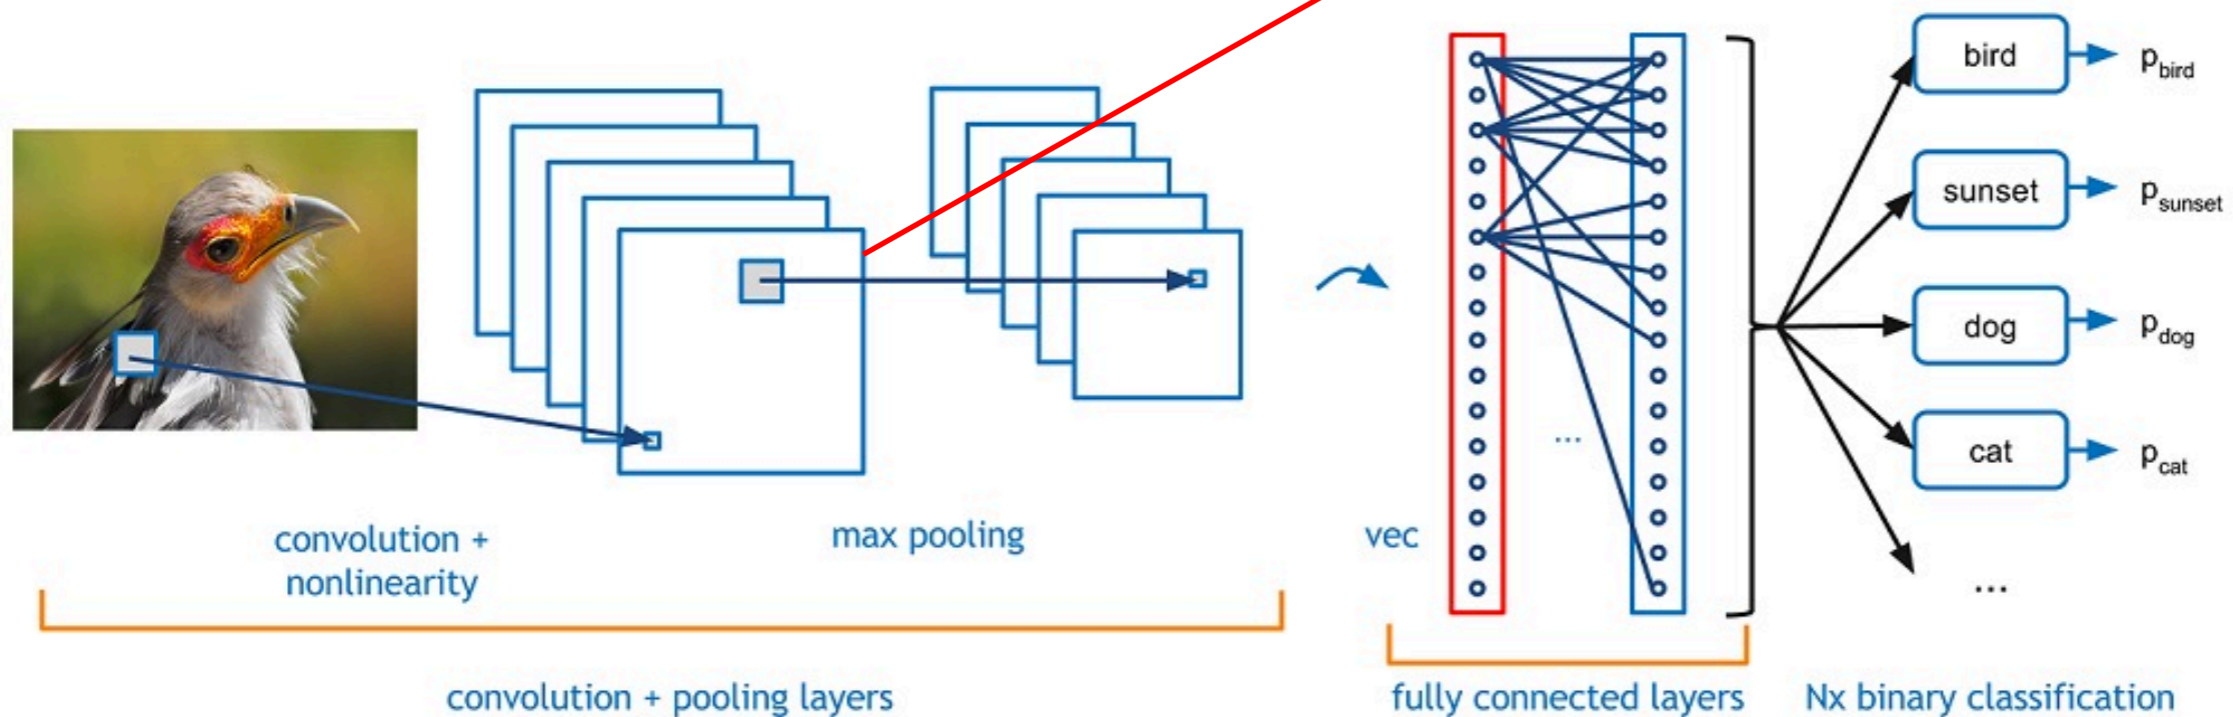 bird
p_bird
sunset
p_sunset
dog
p_dog
cat
p_cat
...
...
convolution +
nonlinearity
max pooling
vec
convolution + pooling layers
fully connected layers
Nx binary classification